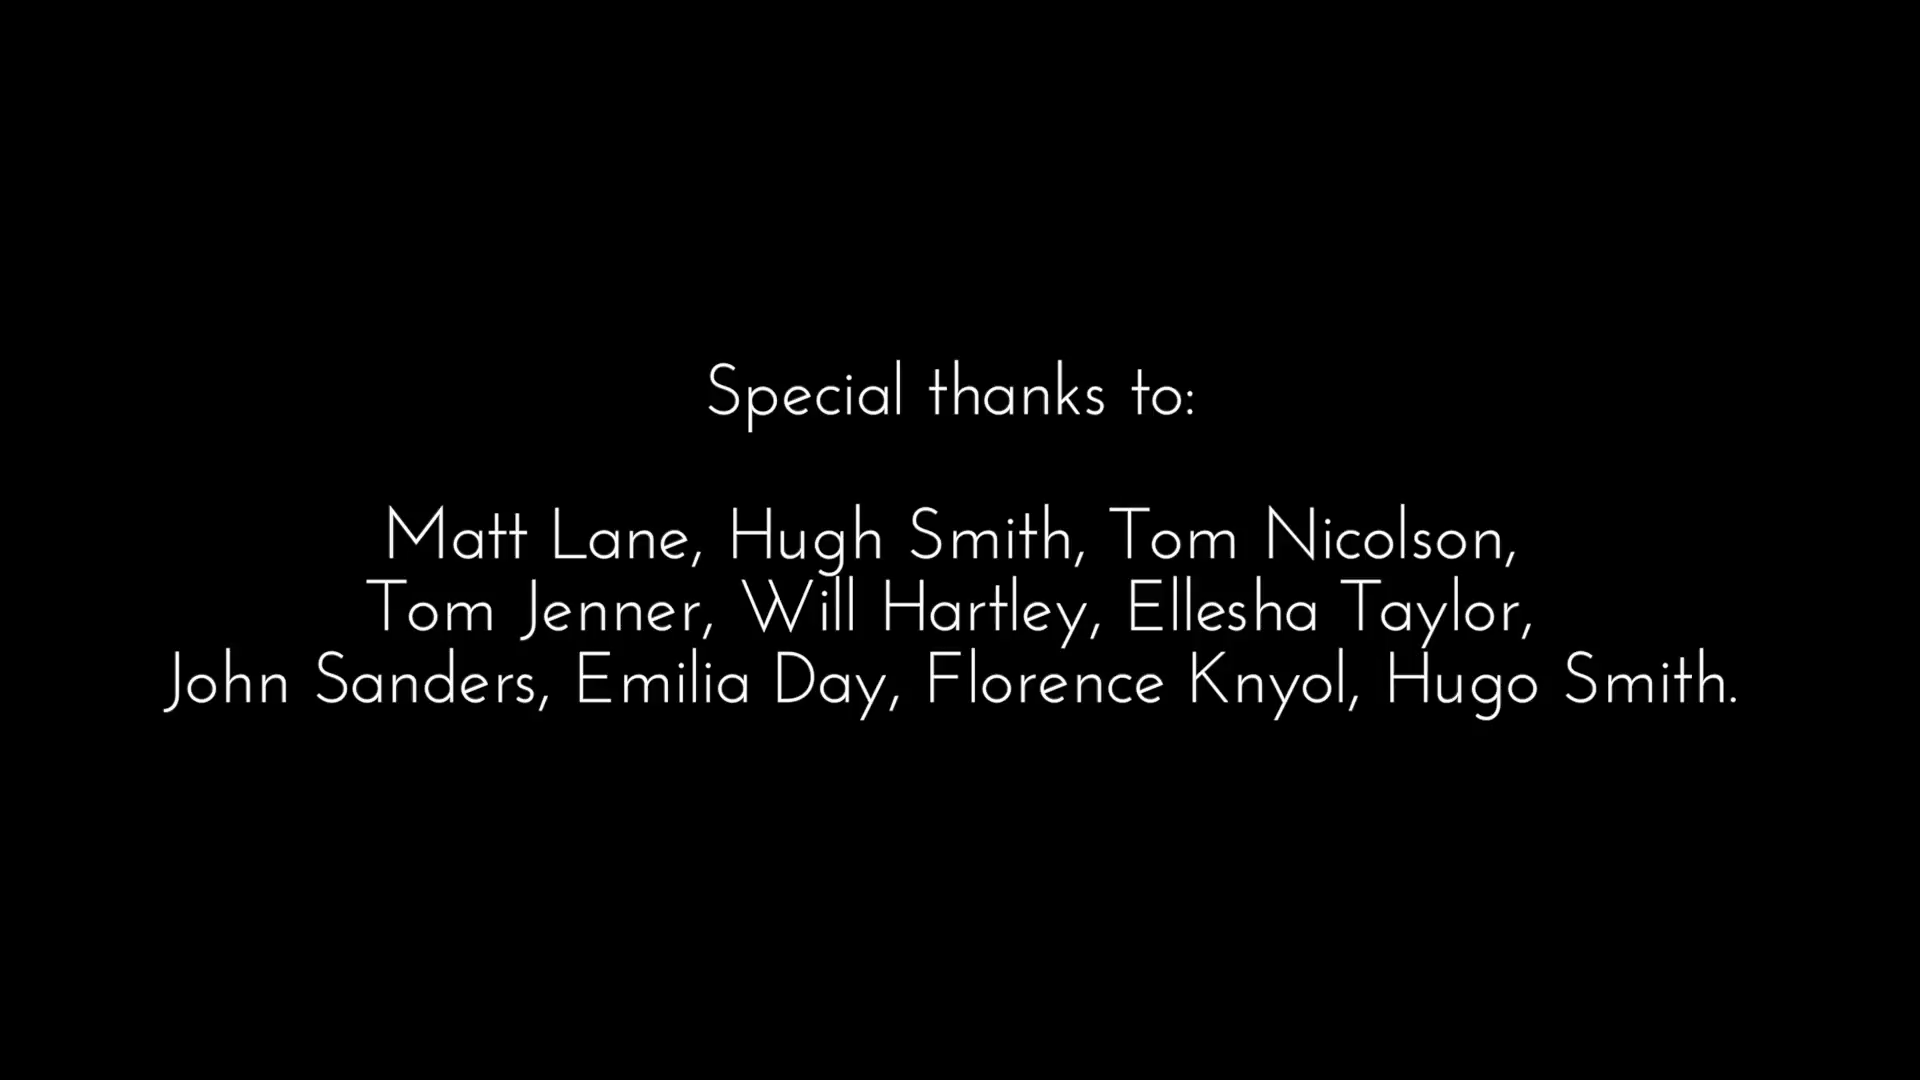 Special thanks to:
Matt Lane, Hugh Smith, Tom Nicolson,
Tom Jenner, Will Hartley, Ellesha Taylor,
John Sanders, Emilia Day, Florence Knyol, Hugo Smith.